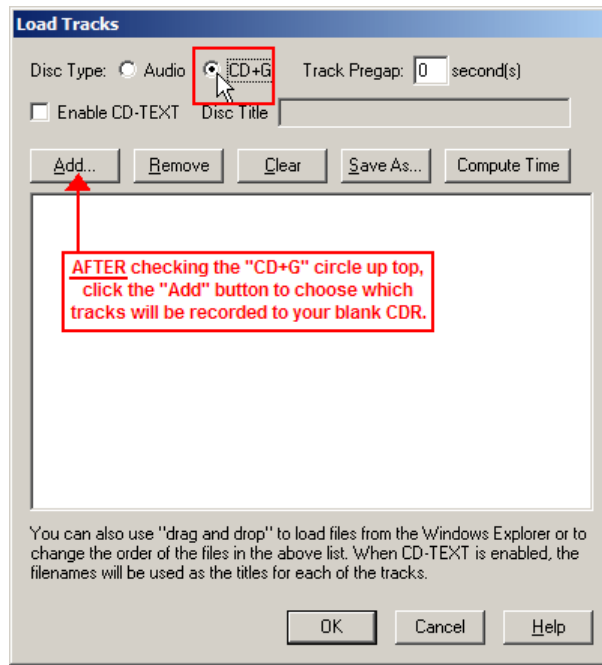 Load Tracks
Disc Type: Audio CD+G Track Pregap: 0 second(s)
Enable CD-TEXT Disc Title
Add... Remove Clear Save As... Compute Time
AFTER checking the "CD+G" circle up top,
click the "Add" button to choose which
tracks will be recorded to your blank CDR.
You can also use "drag and drop" to load files from the Windows Explorer or to
change the order of the files in the above list. When CD-TEXT is enabled, the
filenames will be used as the titles for each of the tracks.
OK Cancel Help